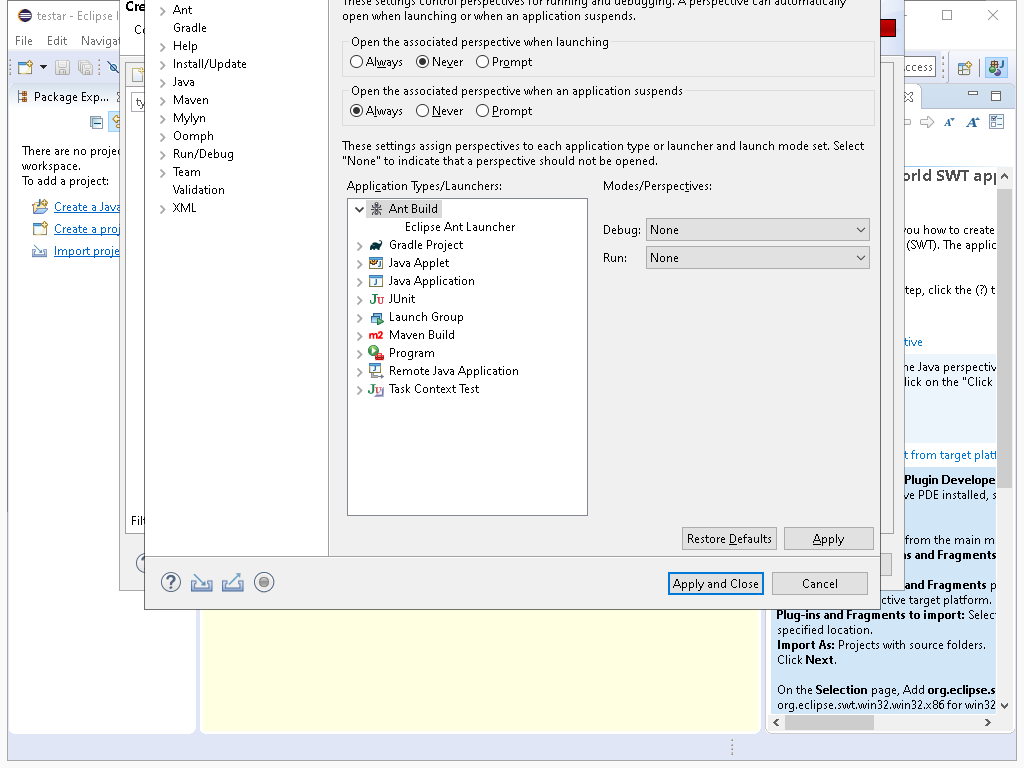 testar - Eclipse
File Edit Navigat
Package Exp...
There are no proje
workspace.
To add a project:
Create a Java
Create a proj
Import proje
Cre
ty
Ant
Gradle
Help
Install/Update
Java
Maven
Mylyn
Oomph
Run/Debug
Team
Validation
XML
These settings control perspectives for running and debugging. A perspective can automatically
open when launching or when an application suspends.
Open the associated perspective when launching
Always Never Prompt
Open the associated perspective when an application suspends
Always Never Prompt
These settings assign perspectives to each application type or launcher and launch mode set. Select
"None" to indicate that a perspective should not be opened.
Application Types/Launchers:
Ant Build
Eclipse Ant Launcher
Gradle Project
Java Applet
Java Application
JUnit
Launch Group
Maven Build
Program
Remote Java Application
Task Context Test
Modes/Perspectives:
Debug: None
Run: None
Restore Defaults Apply
Apply and Close Cancel
ccess
orld SWT app
you how to create
(SWT). The applic
tep, click the (?) t
tive
he Java perspectiv
lick on the "Click
t from target platf
Plugin Develope
ve PDE installed, s
from the main m
ns and Fragments
and Fragments p
ctive target platform.
Plug-ins and Fragments to import: Selec
specified location.
Import As: Projects with source folders.
Click Next.
On the Selection page, Add org.eclipse.s
org.eclipse.swt.win32.win32.x86 for win32